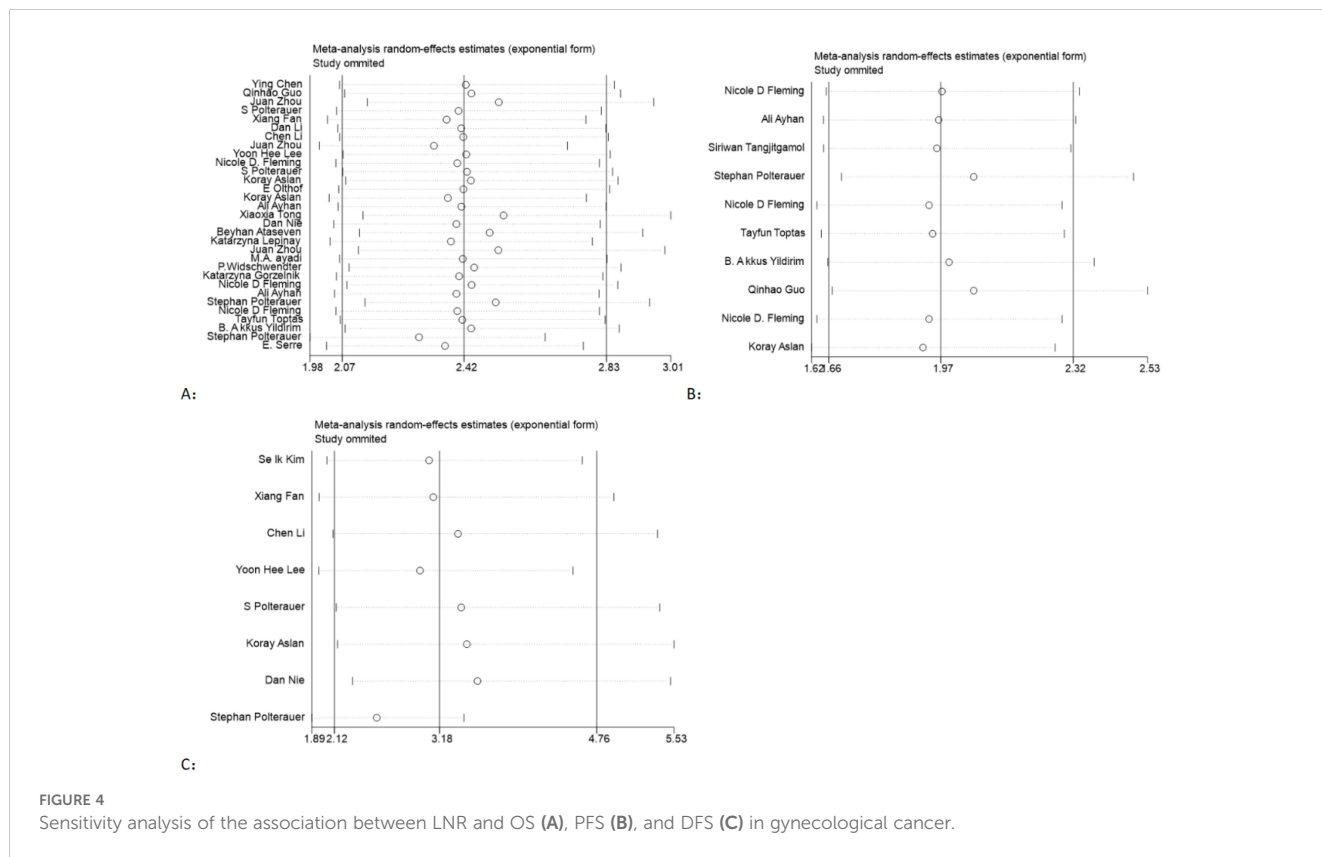 Meta-analysis random-effects estimates (exponential form)
Study ommited
Ying Chen
Qinhao Guo
Juan Zhou
S Polterauer
Xiang Fan
Dan Li
Chen Li
Juan Zhou
Yoon Hee Lee
Nicole D. Fleming
S Polterauer
Koray Aslan
E Olthof
Koray Aslan
Ali Ayhan
Xiaoxia Tong
Dan Nie
Beyhan Ataseven
Katarzyna Lepinay
Juan Zhou
M.A. ayadi
P.Widschwendter
Katarzyna Gorzelnik
Nicole D Fleming
Ali Ayhan
Stephan Polterauer
Nicole D Fleming
Tayfun Toptas
B. Akkus Yildirim
Stephan Polterauer
E. Serre
1.98 2.07 2.42 2.83 3.01
A:
Meta-analysis random-effects estimates (exponential form)
Study ommited
Nicole D Fleming
Ali Ayhan
Siriwan Tangjitgamol
Stephan Polterauer
Nicole D Fleming
Tayfun Toptas
B. Akkus Yildirim
Qinhao Guo
Nicole D. Fleming
Koray Aslan
1.62 1.66 1.97 2.32 2.53
B:
Meta-analysis random-effects estimates (exponential form)
Study ommited
Se Ik Kim
Xiang Fan
Chen Li
Yoon Hee Lee
S Polterauer
Koray Aslan
Dan Nie
Stephan Polterauer
1.89 2.12 3.18 4.76 5.53
C:
FIGURE 4
Sensitivity analysis of the association between LNR and OS (A), PFS (B), and DFS (C) in gynecological cancer.